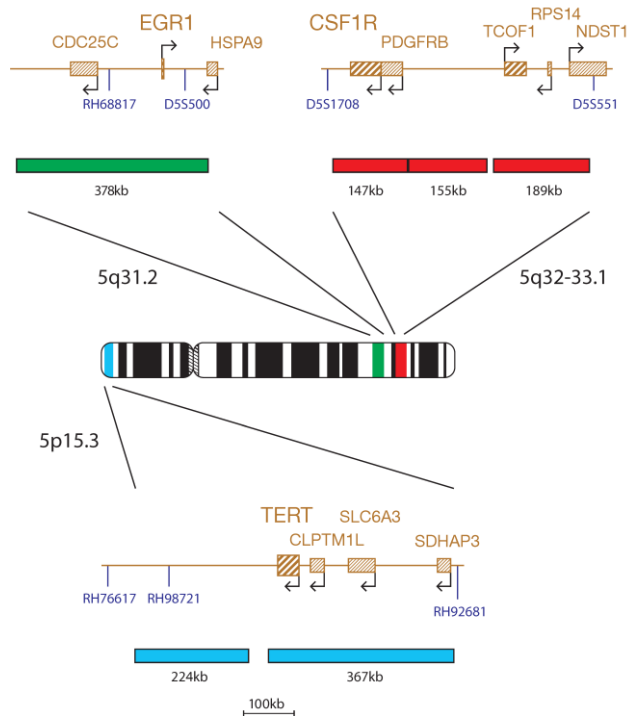 EGR1
CDC25C
HSPA9
RH68817
D5S500
378kb
CSF1R
PDGFRB
TCOF1
RPS14
NDST1
D5S1708
D5S551
147kb
155kb
189kb
5q31.2
5q32-33.1
5p15.3
TERT
SLC6A3
CLPTM1L
SDHAP3
RH76617
RH98721
RH92681
224kb
367kb
100kb